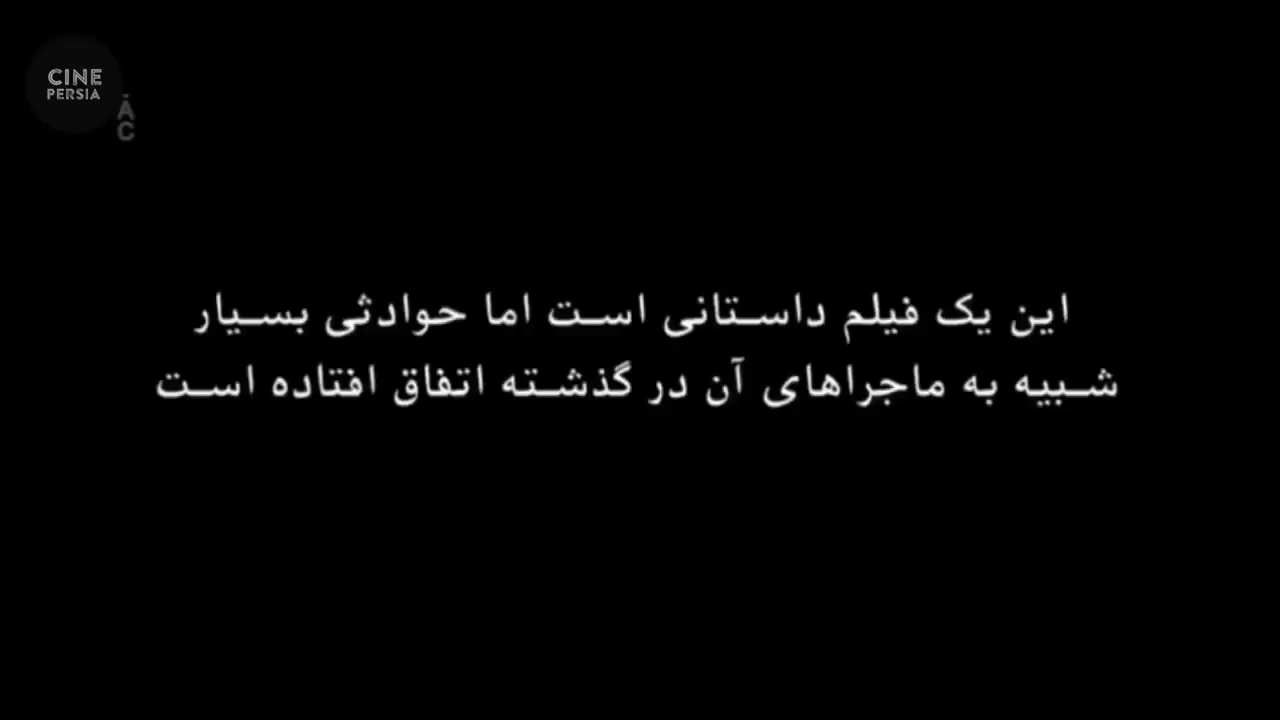 CINE
PERSIA
Ā
C
این یک فیلم داستانی است اما حوادثی بسیار
شبیه به ماجراهای آن در گذشته اتفاق افتاده است